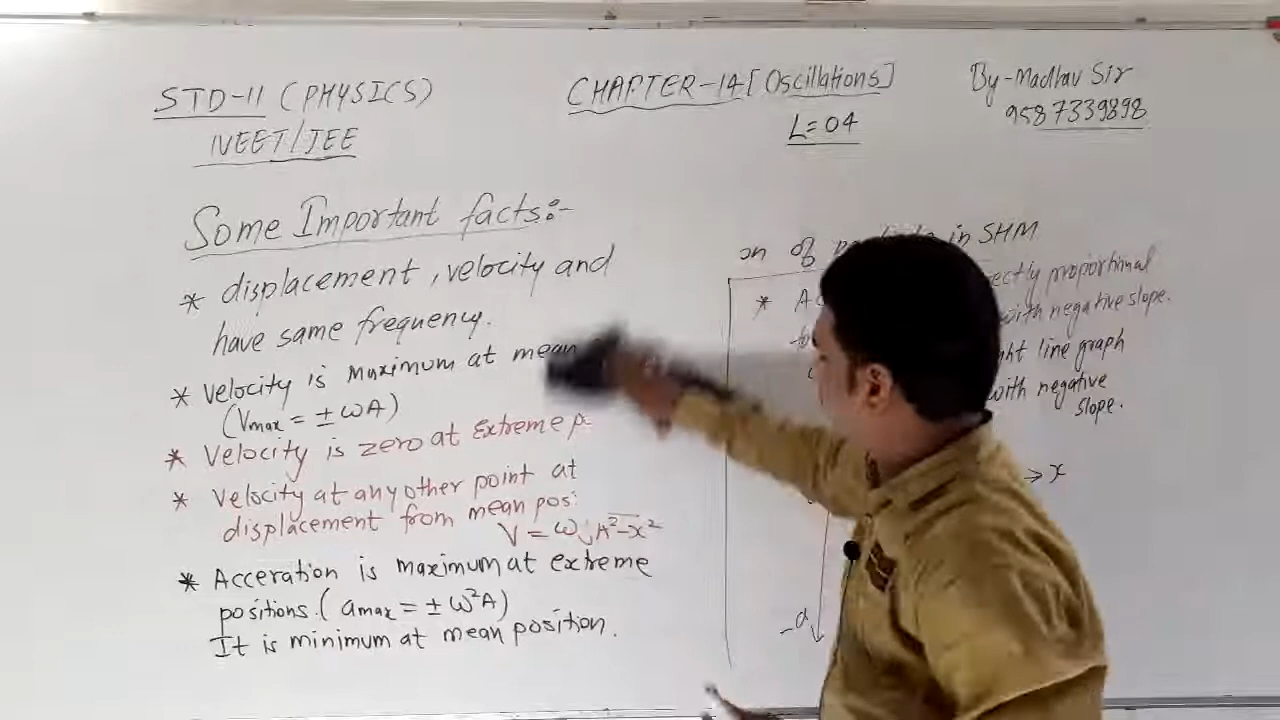 STD-11 (PHYSICS)
NEET/JEE
CHAPTER-14 [Oscillations]
L=04
By-Madhav Sir
9587339898
Some Important facts:-
* displacement, velocity and
have same frequency.
* velocity is maximum at mean
(Vmax = ± ωA)
* Velocity is zero at extreme
* velocity at any other point at
displacement from mean
V = ω√A²-x²
* Acceration is maximum at extreme
positions. (amax = ± ω²A)
It is minimum at mean position.
on of in SHM
*
proportional
with negative slope.
line graph
with negative
slope.
→ x
-a